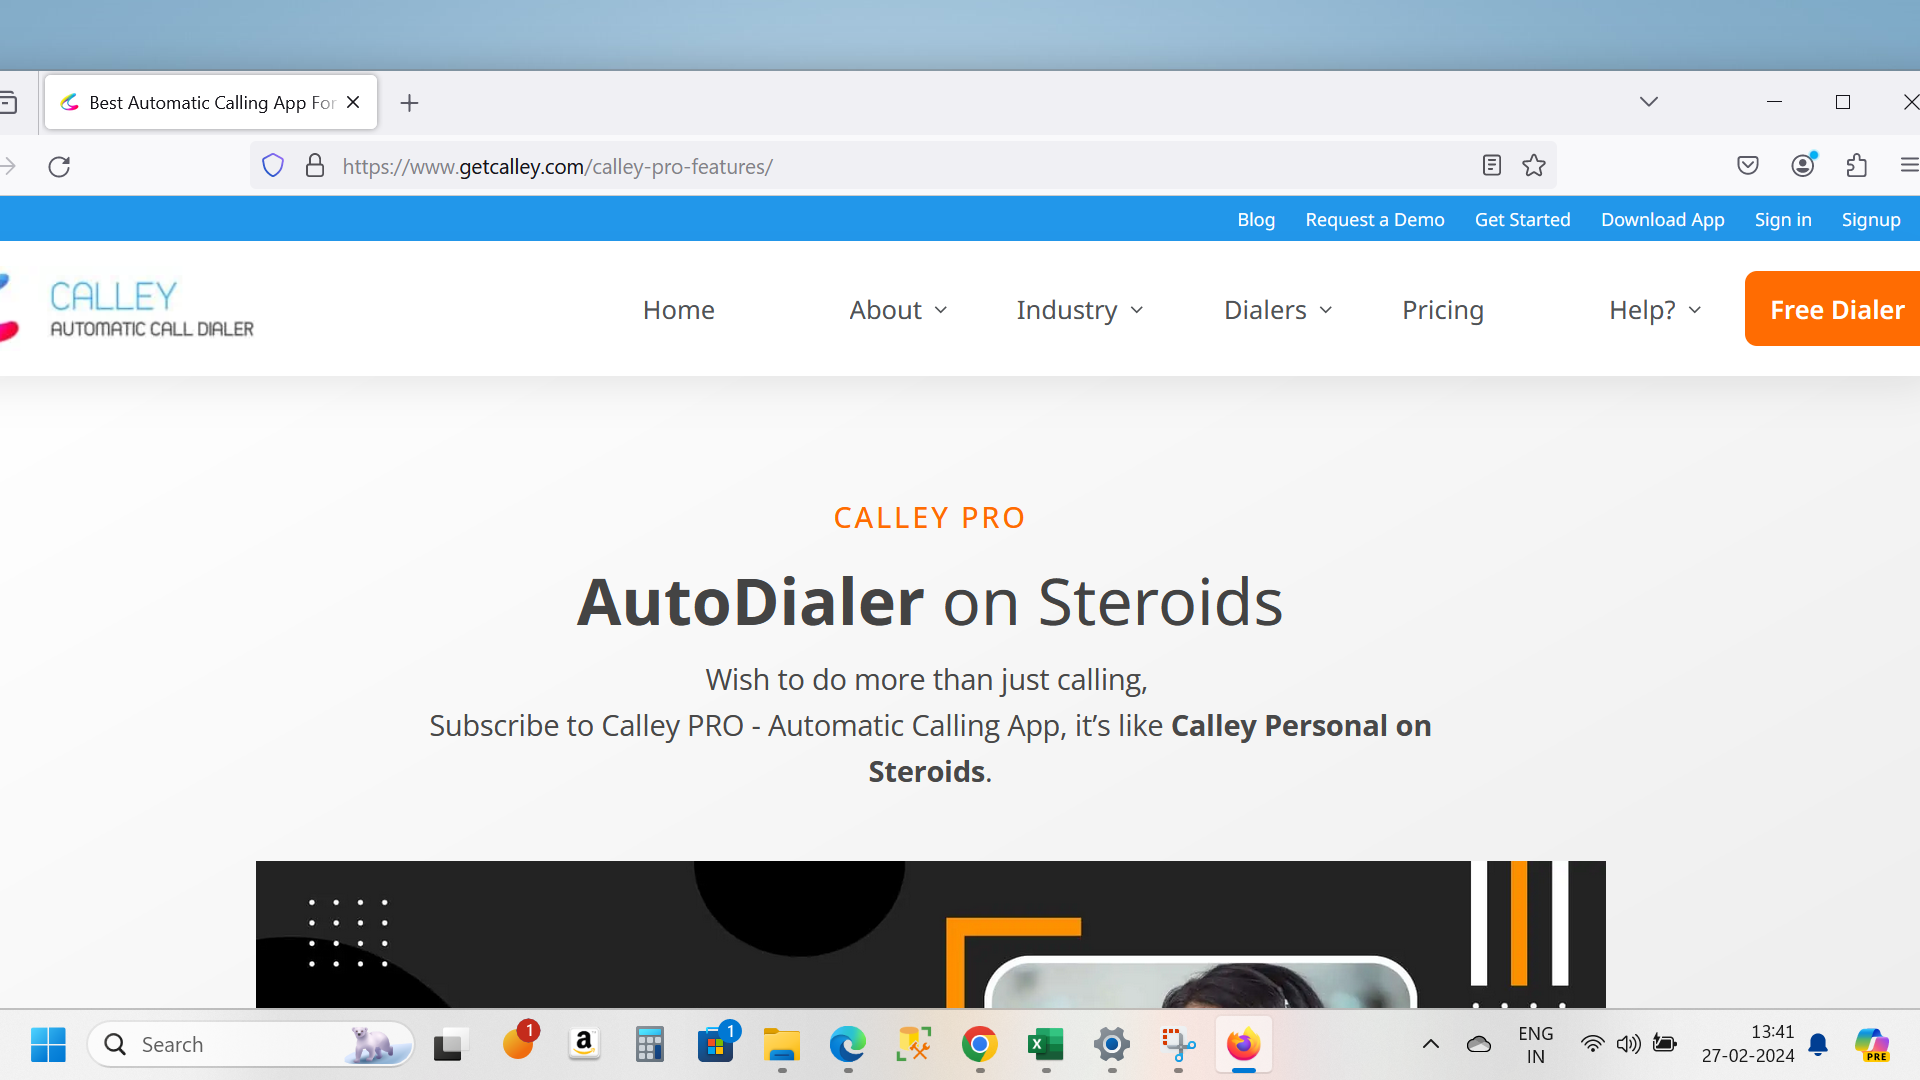 Best Automatic Calling App For
https://www.getcalley.com/calley-pro-features/
Blog Request a Demo Get Started Download App Sign in Signup
CALLEY
AUTOMATIC CALL DIALER
Home About Industry Dialers Pricing Help? Free Dialer
CALLEY PRO
AutoDialer on Steroids
Wish to do more than just calling,
Subscribe to Calley PRO - Automatic Calling App, it’s like Calley Personal on
Steroids.
Search
1
a
1
X
ENG
IN
13:41
27-02-2024
PRE